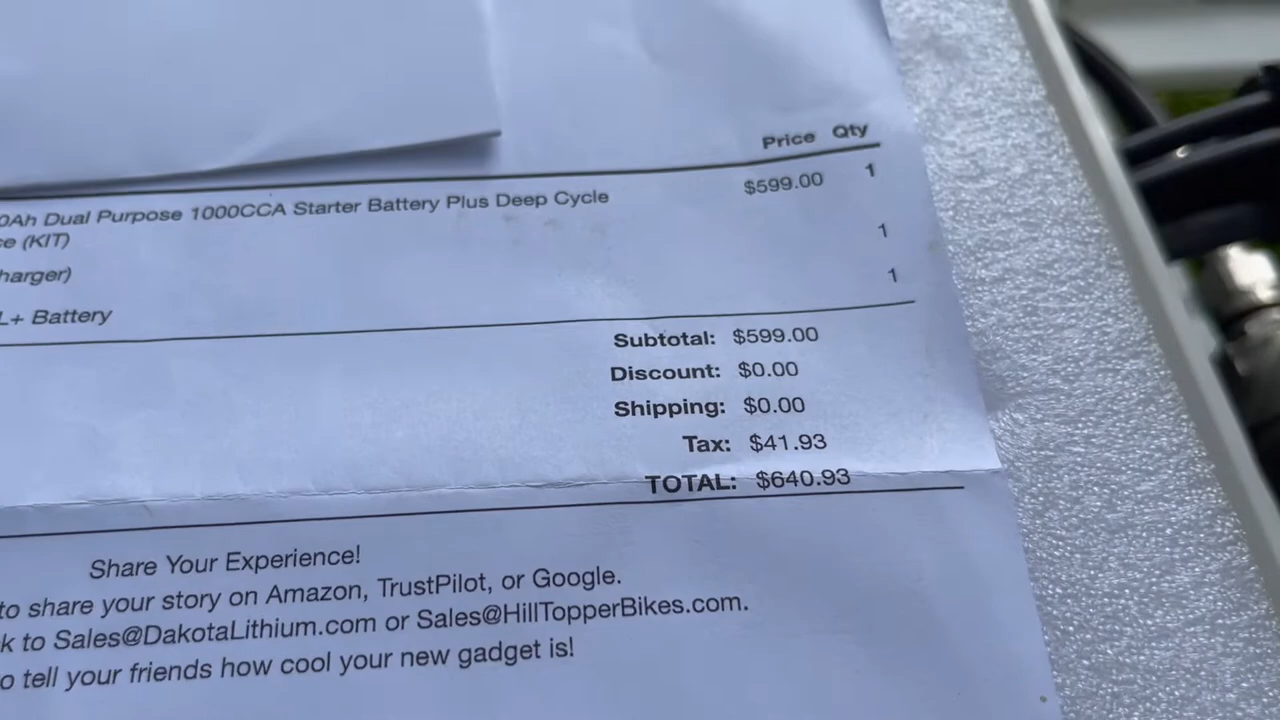 Price Qty
0Ah Dual Purpose 1000CCA Starter Battery Plus Deep Cycle $599.00 1
ce (KIT)
1
harger)
1
L+ Battery
Subtotal: $599.00
Discount: $0.00
Shipping: $0.00
Tax: $41.93
TOTAL: $640.93
Share Your Experience!
to share your story on Amazon, TrustPilot, or Google.
k to Sales@DakotaLithium.com or Sales@HillTopperBikes.com.
o tell your friends how cool your new gadget is!